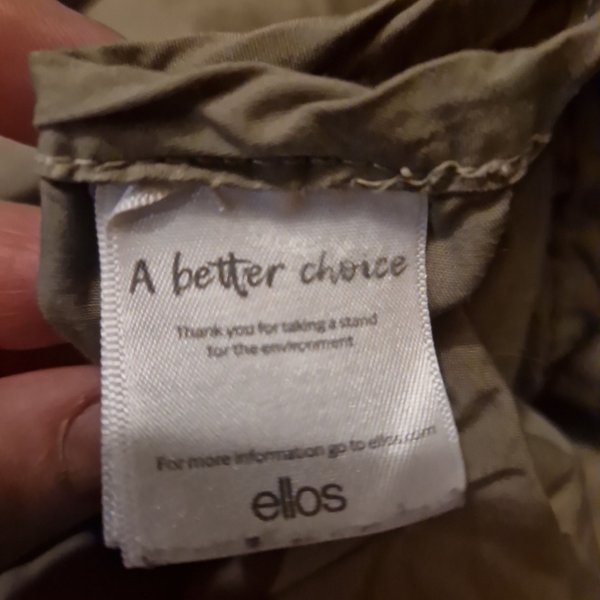 A better choice
Thank you for taking a stand
for the environment
For more information go to ellos.com
ellos